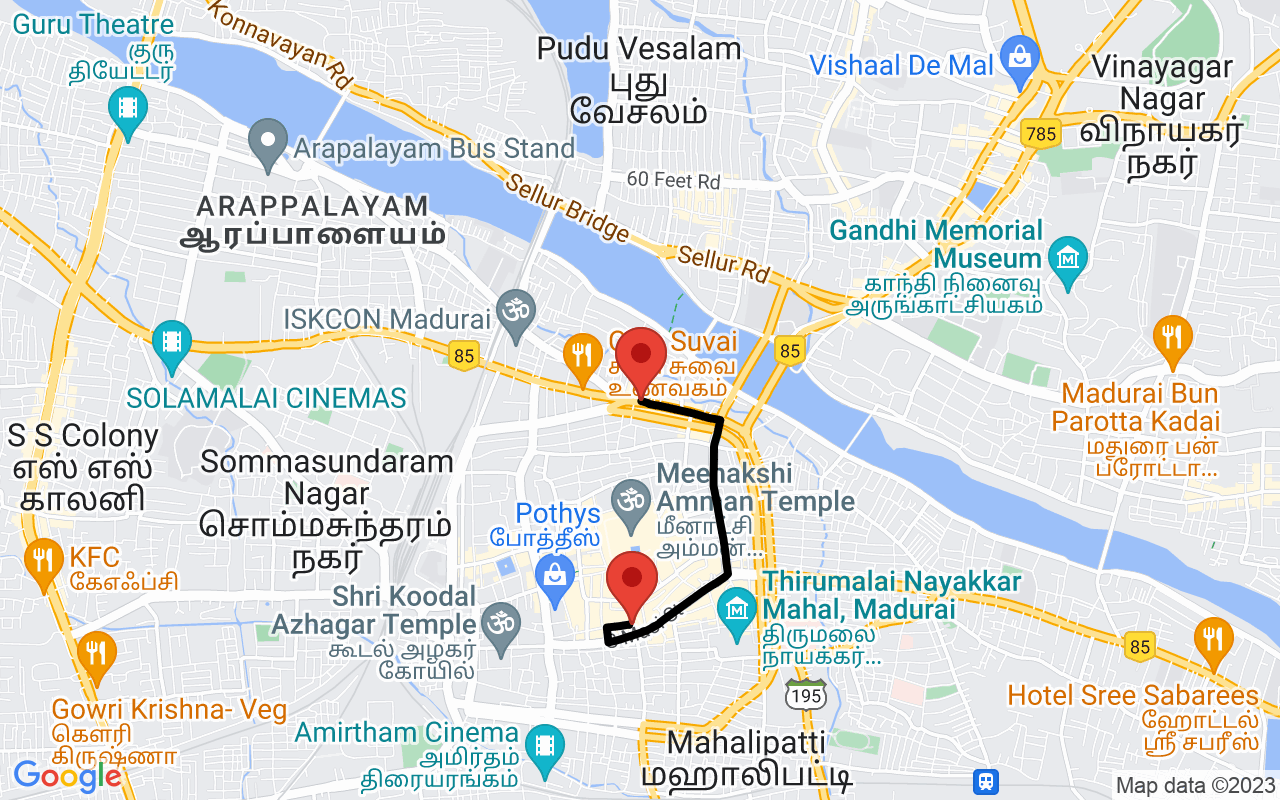 Guru Theatre
குரு
தியேட்டர்
Konnavayan Rd
Pudu Vesalam
புது
வேசலம்
Vishaal De Mal
Vinayagar
Nagar
விநாயகர்
நகர்
785
Arapalayam Bus Stand
60 Feet Rd
Sellur Bridge
ARAPPALAYAM
ஆரப்பாளையம்
Sellur Rd
Gandhi Memorial
Museum
காந்தி நினைவு
அருங்காட்சியகம்
ISKCON Madurai
85
Suvai
சுவை
உணவகம்
85
SOLAMALAI CINEMAS
Madurai Bun
Parotta Kadai
மதுரை பன்
பரோட்டா...
S S Colony
எஸ் எஸ்
காலனி
Sommasundaram
Nagar
சொம்மசுந்தரம்
நகர்
Meenakshi
Amman Temple
மீனாட்சி
அம்மன்...
Pothys
போத்தீஸ்
KFC
கேஎஃப்சி
Shri Koodal
Azhagar Temple
கூடல் அழகர்
கோயில்
Thirumalai Nayakkar
Mahal, Madurai
திருமலை
நாயக்கர்...
St
85
195
Hotel Sree Sabarees
ஹோட்டல்
ஸ்ரீ சபரீஸ்
Gowri Krishna- Veg
கௌரி
கிருஷ்ணா
Amirtham Cinema
அமிர்தம்
திரையரங்கம்
Mahalipatti
மஹாலிபட்டி
Google
Map data ©2023